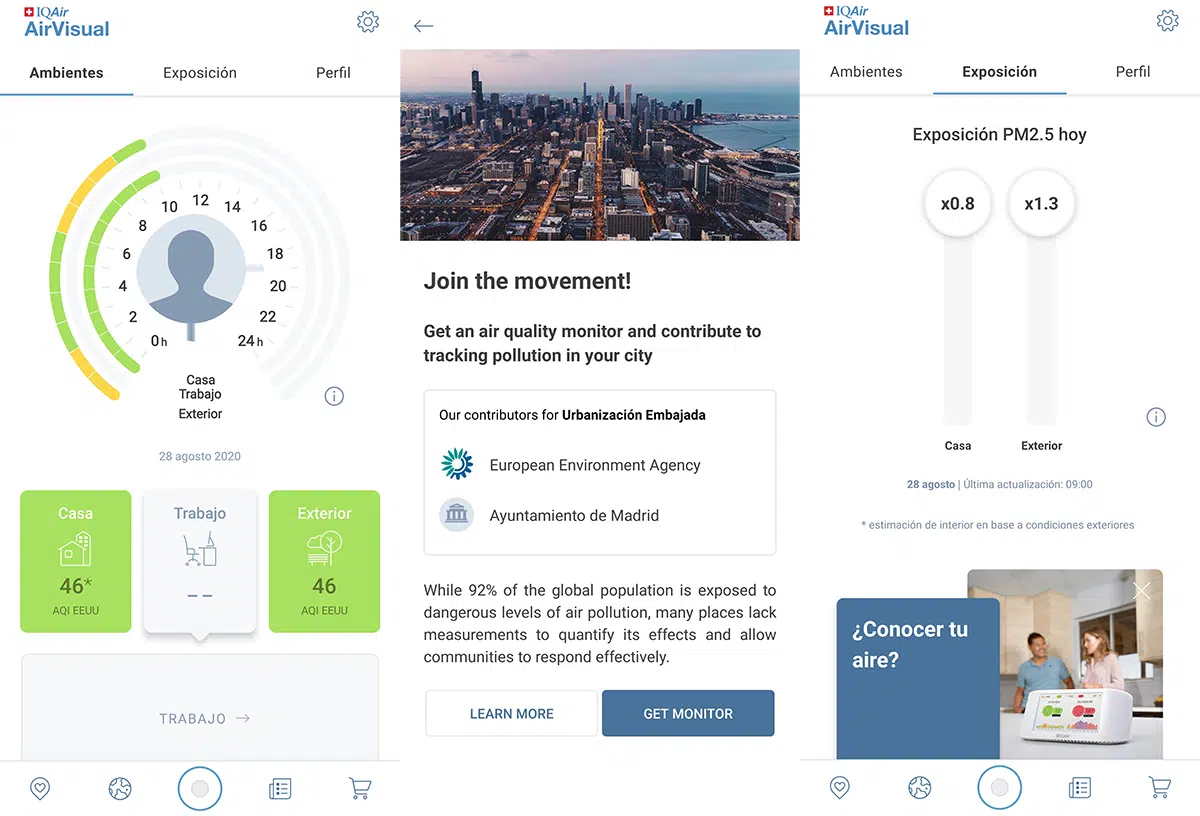 IQAir
AirVisual
Ambientes
Exposición
Perfil
12
10
14
8
16
6
18
4
20
2
22
0h
24h
Casa
Trabajo
Exterior
28 agosto 2020
Casa
46*
AQI EEUU
Trabajo
– –
Exterior
46
AQI EEUU
TRABAJO →
←
Join the movement!
Get an air quality monitor and contribute to
tracking pollution in your city
Our contributors for Urbanización Embajada
European Environment Agency
Ayuntamiento de Madrid
While 92% of the global population is exposed to
dangerous levels of air pollution, many places lack
measurements to quantify its effects and allow
communities to respond effectively.
LEARN MORE
GET MONITOR
IQAir
AirVisual
Ambientes
Exposición
Perfil
Exposición PM2.5 hoy
x0.8
x1.3
Casa
Exterior
28 agosto | Última actualización: 09:00
* estimación de interior en base a condiciones exteriores
¿Conocer tu
aire?
IQAir